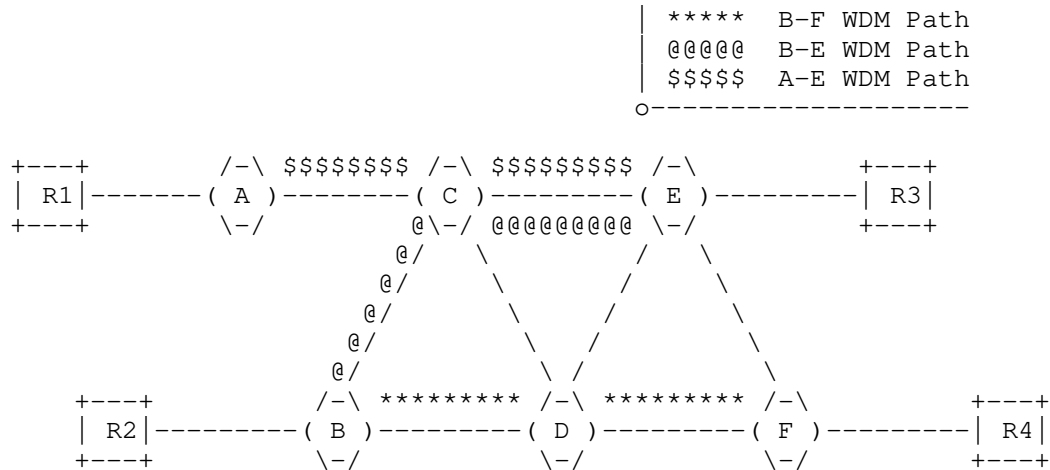 | ***** B-F WDM Path
| @@@@@ B-E WDM Path
| $$$$$ A-E WDM Path
o--------------------
+---+ /-\ $$$$$$$$ /-\ $$$$$$$$$ /-\ +---+
| R1|-------( A )--------( C )---------( E )---------| R3|
+---+ \-/ @\-/ @@@@@@@@@ \-/ +---+
@/ \ / \
@/ \ / \
@/ \ / \
@/ \ / \
@/ \ / \
+---+ /-\ ********* /-\ ********* /-\ +---+
| R2|---------( B )---------( D )---------( F )---------| R4|
+---+ \-/ \-/ \-/ +---+